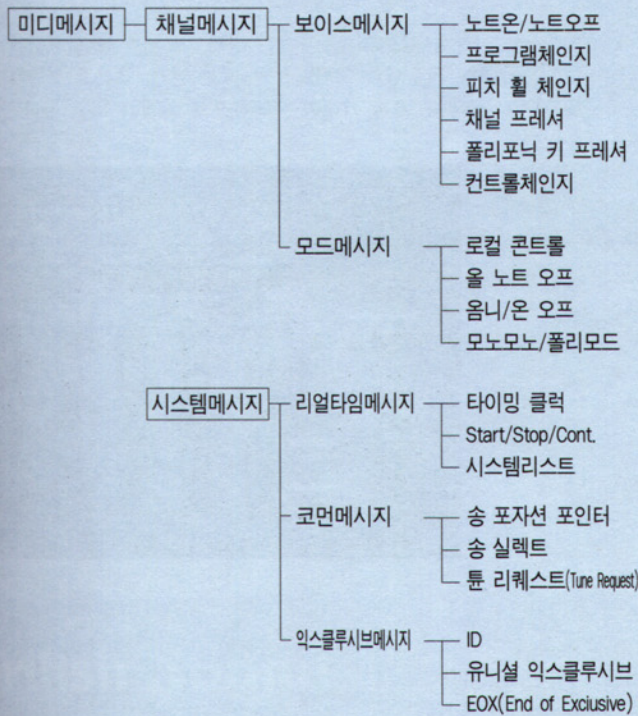 미디메시지 채널메시지 보이스메시지 노트온/노트오프
프로그램체인지
피치 휠 체인지
채널 프레셔
폴리포닉 키 프레셔
컨트롤체인지
모드메시지 로컬 콘트롤
올 노트 오프
옴니/온 오프
모노모노/폴리모드
시스템메시지 리얼타임메시지 타이밍 클럭
Start/Stop/Cont.
시스템리스트
코먼메시지 송 포자션 포인터
송 실렉트
튠 리퀘스트(Tune Request)
익스클루시브메시지 ID
유니셜 익스클루시브
EOX(End of Exclusive)